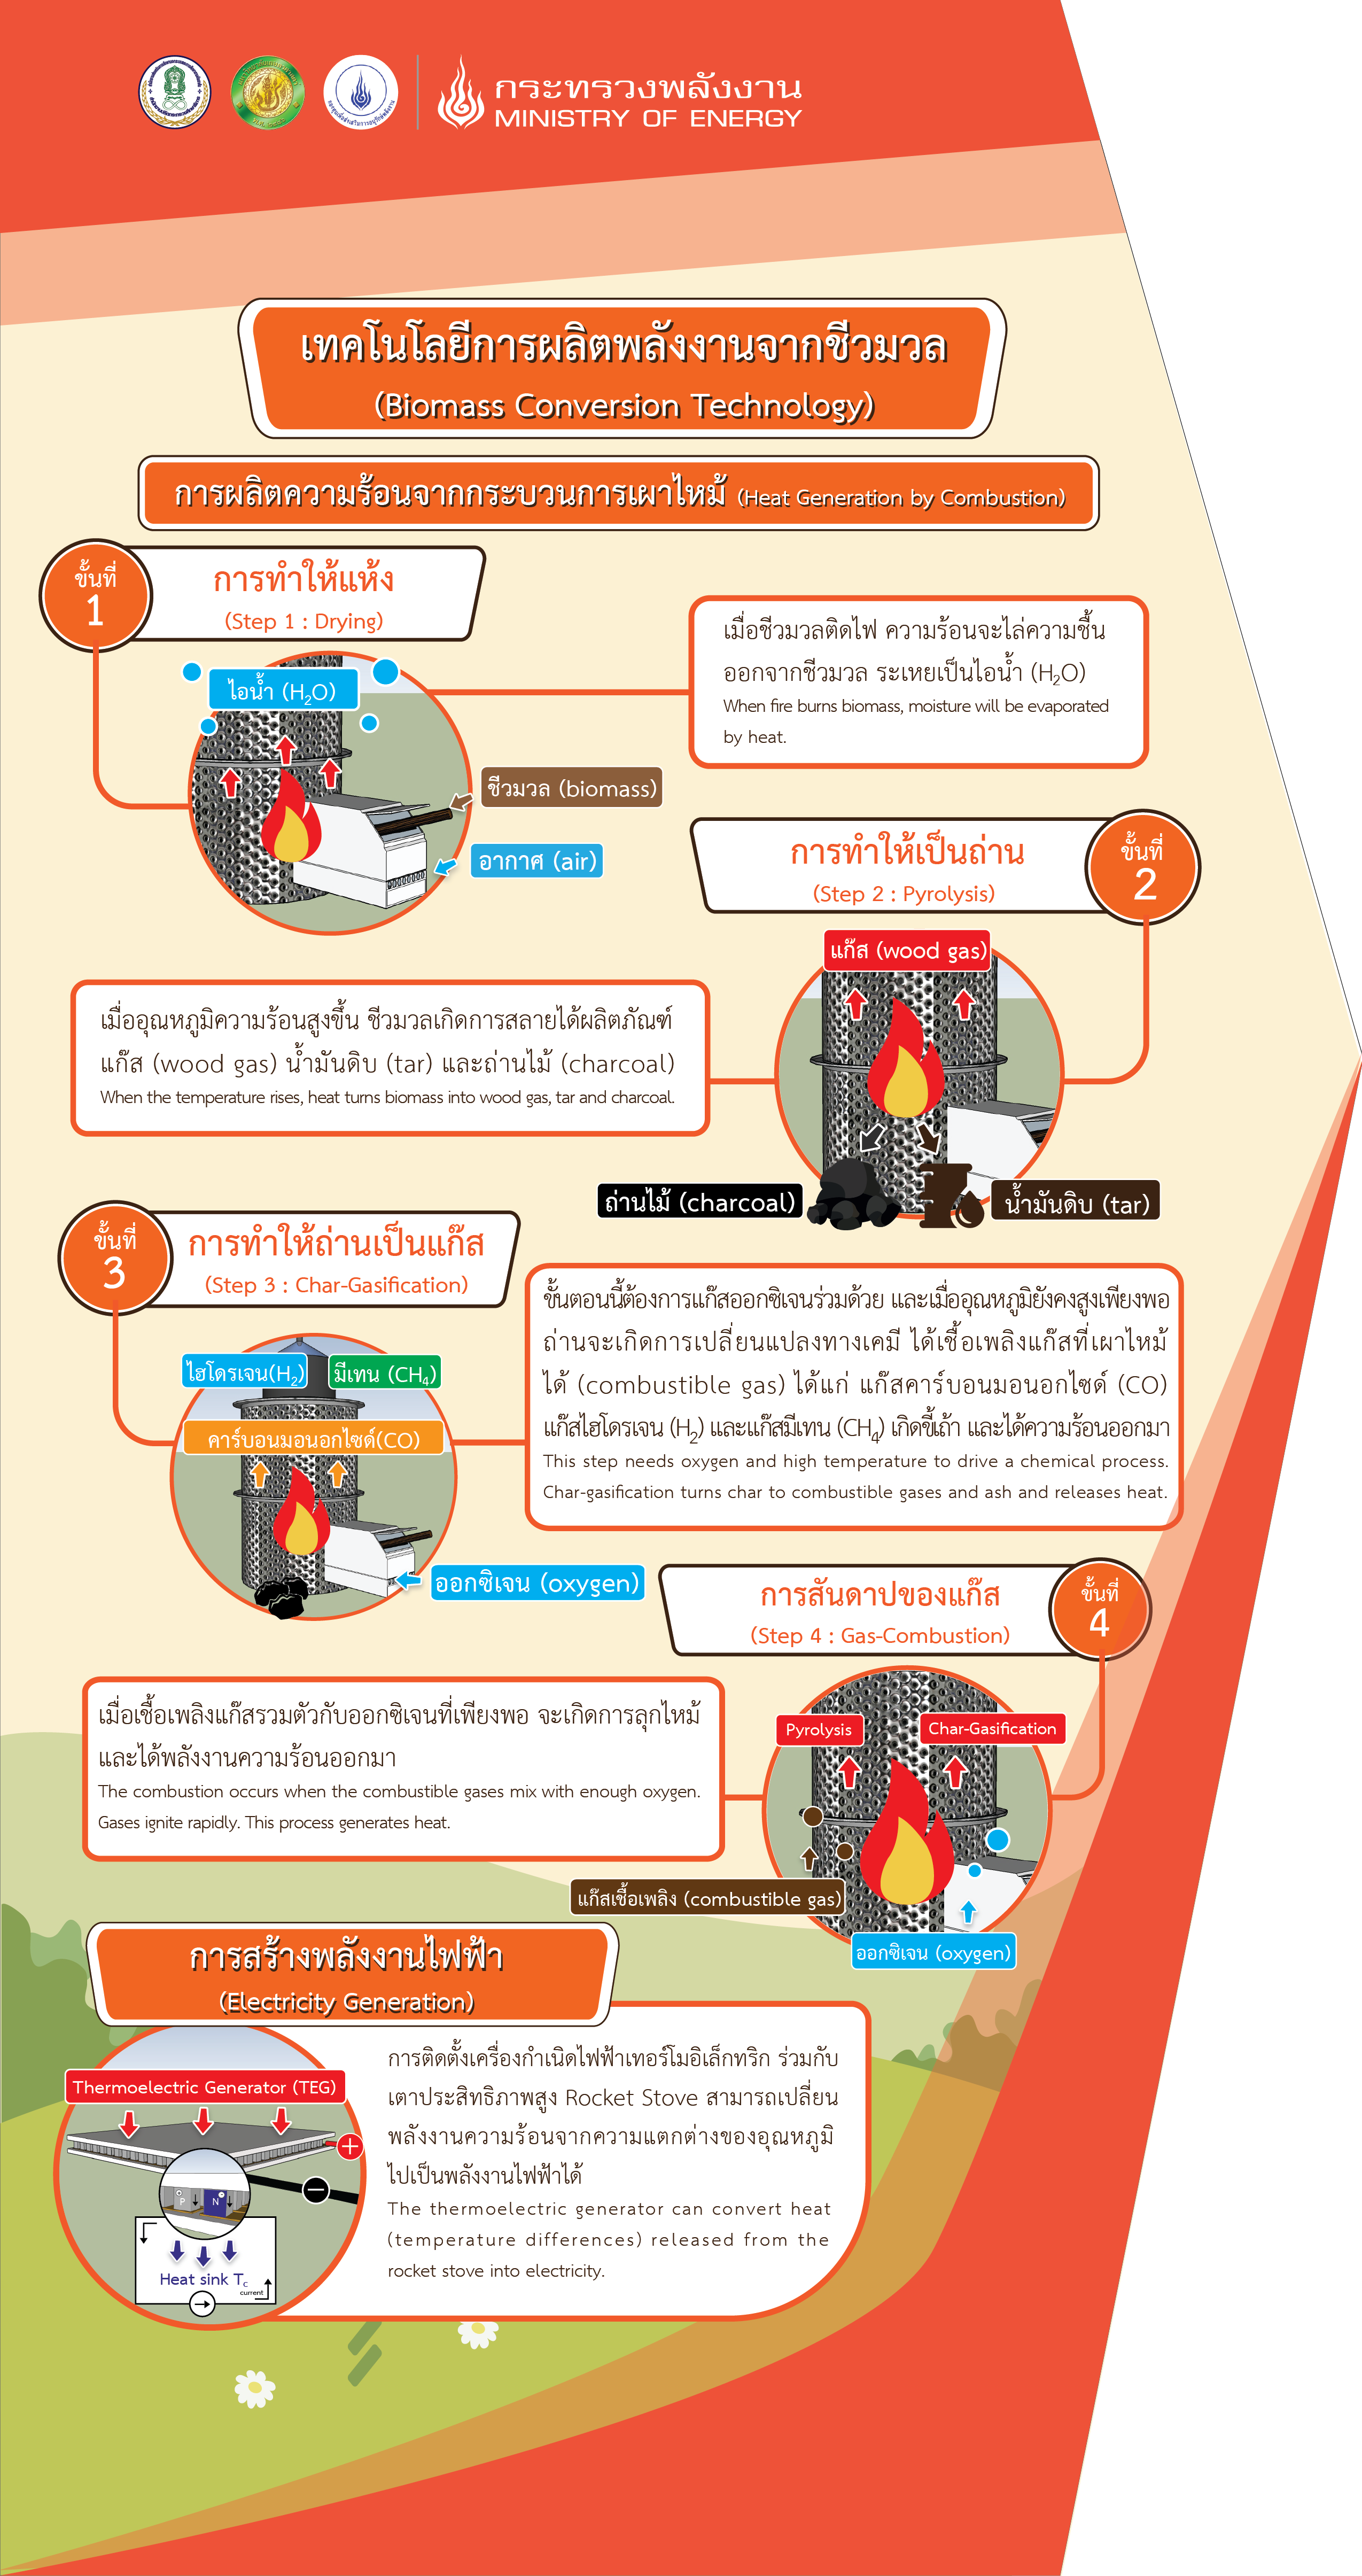 กระทรวงพลังงาน
MINISTRY OF ENERGY
เทคโนโลยีการผลิตพลังงานจากชีวมวล
(Biomass Conversion Technology)
การผลิตความร้อนจากกระบวนการเผาไหม้ (Heat Generation by Combustion)
ขั้นที่
1
การทำให้แห้ง
(Step 1 : Drying)
ไอน้ำ (H₂O)
ชีวมวล (biomass)
อากาศ (air)
เมื่อชีวมวลติดไฟ ความร้อนจะไล่ความชื้น
ออกจากชีวมวล ระเหยเป็นไอน้ำ (H₂O)
When fire burns biomass, moisture will be evaporated
by heat.
การทำให้เป็นถ่าน
(Step 2 : Pyrolysis)
ขั้นที่
2
แก๊ส (wood gas)
ถ่านไม้ (charcoal)
น้ำมันดิบ (tar)
เมื่ออุณหภูมิความร้อนสูงขึ้น ชีวมวลเกิดการสลายได้ผลิตภัณฑ์
แก๊ส (wood gas) น้ำมันดิบ (tar) และถ่านไม้ (charcoal)
When the temperature rises, heat turns biomass into wood gas, tar and charcoal.
ขั้นที่
3
การทำให้ถ่านเป็นแก๊ส
(Step 3 : Char-Gasification)
ไฮโดรเจน(H₂)
มีเทน (CH₄)
คาร์บอนมอนอกไซด์(CO)
ออกซิเจน (oxygen)
ขั้นตอนนี้ต้องการแก๊สออกซิเจนร่วมด้วย และเมื่ออุณหภูมิยังคงสูงเพียงพอ
ถ่านจะเกิดการเปลี่ยนแปลงทางเคมี ได้เชื้อเพลิงแก๊สที่เผาไหม้
ได้ (combustible gas) ได้แก่ แก๊สคาร์บอนมอนอกไซด์ (CO)
แก๊สไฮโดรเจน (H₂) และแก๊สมีเทน (CH₄) เกิดขี้เถ้า และได้ความร้อนออกมา
This step needs oxygen and high temperature to drive a chemical process.
Char-gasification turns char to combustible gases and ash and releases heat.
การสันดาปของแก๊ส
(Step 4 : Gas-Combustion)
ขั้นที่
4
Pyrolysis
Char-Gasification
แก๊สเชื้อเพลิง (combustible gas)
ออกซิเจน (oxygen)
เมื่อเชื้อเพลิงแก๊สรวมตัวกับออกซิเจนที่เพียงพอ จะเกิดการลุกไหม้
และได้พลังงานความร้อนออกมา
The combustion occurs when the combustible gases mix with enough oxygen.
Gases ignite rapidly. This process generates heat.
การสร้างพลังงานไฟฟ้า
(Electricity Generation)
Thermoelectric Generator (TEG)
+
−
P
N
Heat sink Tc
current
การติดตั้งเครื่องกำเนิดไฟฟ้าเทอร์โมอิเล็กทริก ร่วมกับ
เตาประสิทธิภาพสูง Rocket Stove สามารถเปลี่ยน
พลังงานความร้อนจากความแตกต่างของอุณหภูมิ
ไปเป็นพลังงานไฟฟ้าได้
The thermoelectric generator can convert heat
(temperature differences) released from the
rocket stove into electricity.